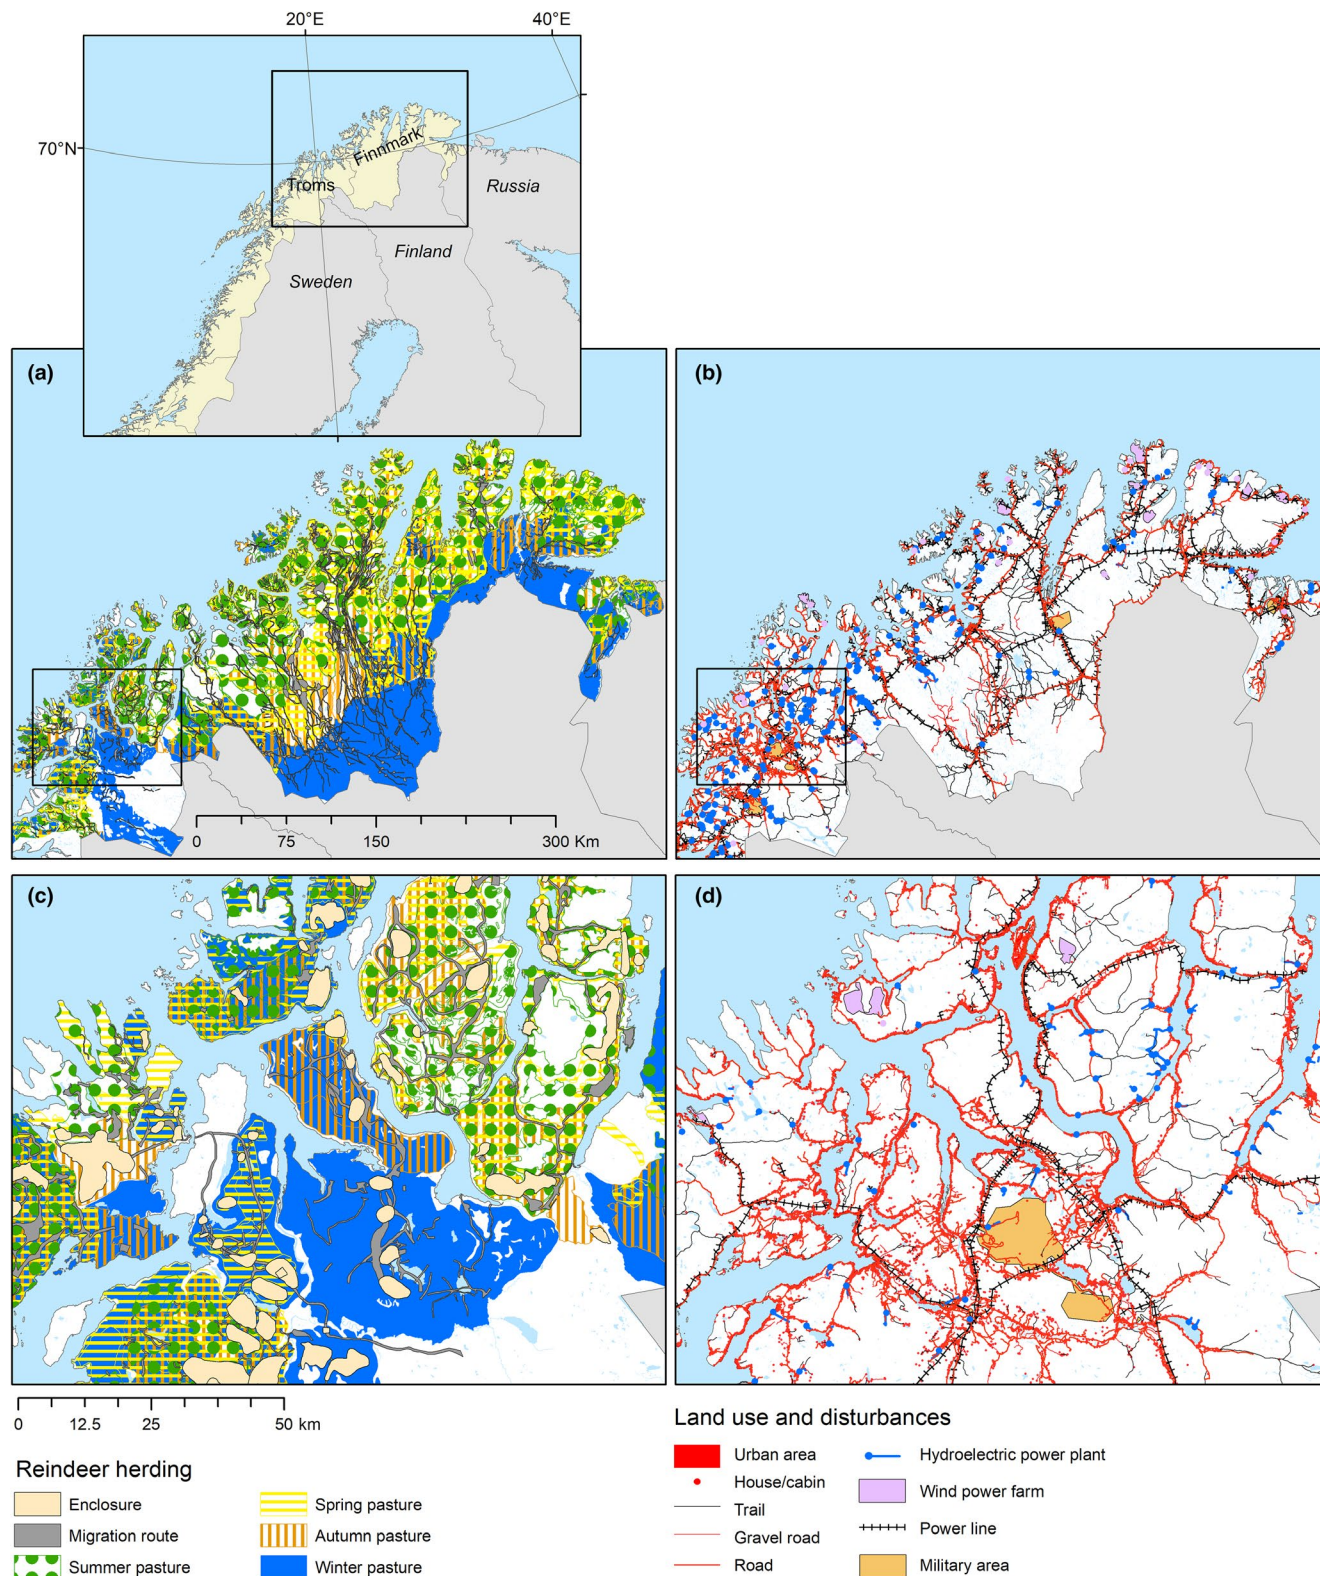 20°E
40°E
70°N
Finnmark
Troms
Russia
Finland
Sweden
(a)
(b)
0 75 150 300 Km
(c)
(d)
0 12.5 25 50 km
Reindeer herding
Enclosure
Migration route
Summer pasture
Spring pasture
Autumn pasture
Winter pasture
Land use and disturbances
Urban area
House/cabin
Trail
Gravel road
Road
Hydroelectric power plant
Wind power farm
Power line
Military area